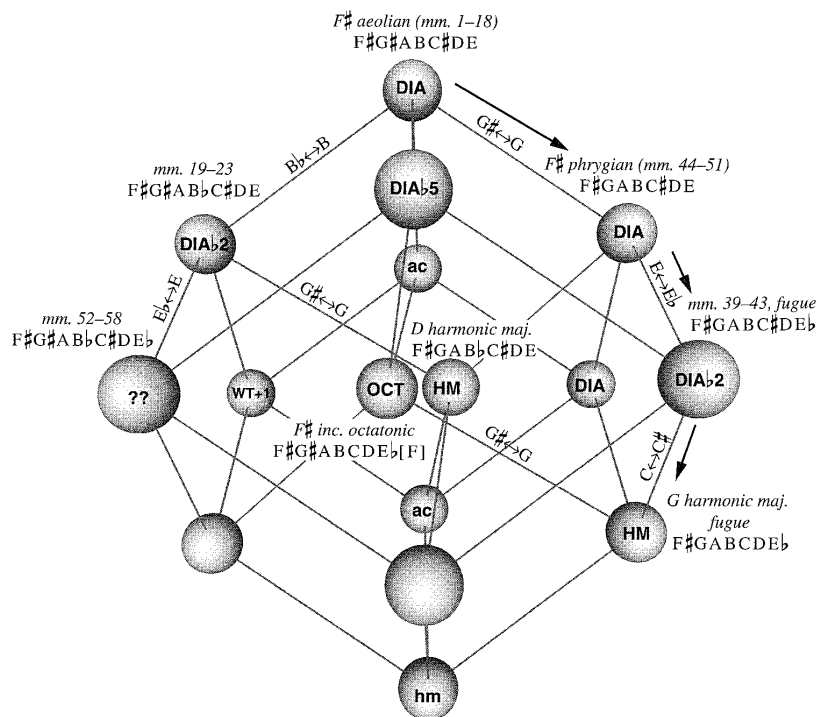 F♯ aeolian (mm. 1–18)
F♯G♯ABC♯DE
DIA
B♭↔B
G♯↔G
mm. 19–23
F♯G♯AB♭C♯DE
DIA♭5
F♯ phrygian (mm. 44–51)
F♯GABC♯DE
DIA♭2
DIA
ac
E♭↔E
G♯↔G
E↔E♭
mm. 52–58
F♯G♯AB♭C♯DE♭
D harmonic maj.
F♯GAB♭C♯DE
mm. 39–43, fugue
F♯GABC♯DE♭
??
WT+1
OCT
HM
DIA
DIA♭2
F♯ inc. octatonic
F♯G♯ABCDE♭[F]
G♯↔G
C↔C♯
ac
G harmonic maj.
fugue
F♯GABCDE♭
HM
hm